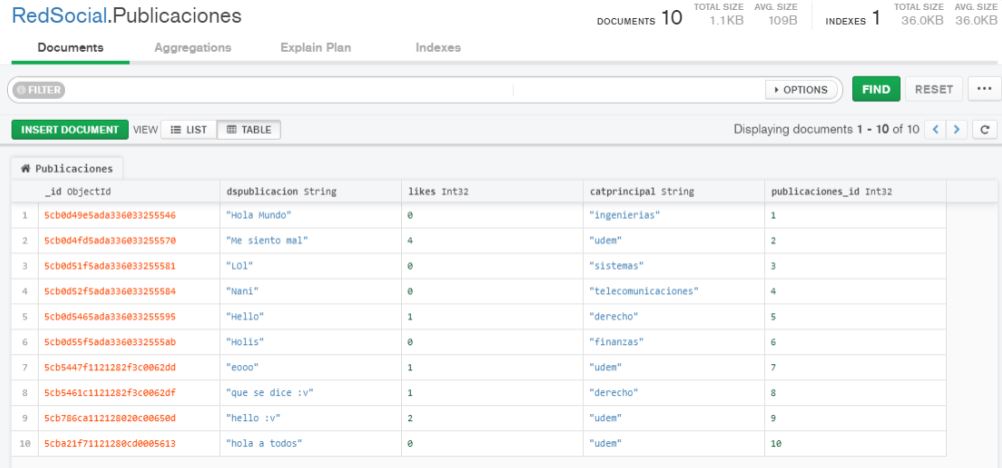 RedSocial.Publicaciones
DOCUMENTS 10 TOTAL SIZE 1.1KB AVG. SIZE 109B INDEXES 1 TOTAL SIZE 36.0KB AVG. SIZE 36.0KB
Documents Aggregations Explain Plan Indexes
FILTER OPTIONS FIND RESET ...
INSERT DOCUMENT VIEW LIST TABLE Displaying documents 1 - 10 of 10 < >
Publicaciones
_id ObjectId dspublicacion String likes Int32 catprincipal String publicaciones_id Int32
1 5cb0d49e5ada336033255546 "Hola Mundo" 0 "ingenierias" 1
2 5cb0d4fd5ada336033255570 "Me siento mal" 4 "udem" 2
3 5cb0d51f5ada336033255581 "LOl" 0 "sistemas" 3
4 5cb0d52f5ada336033255584 "Nani" 0 "telecomunicaciones" 4
5 5cb0d5465ada336033255595 "Hello" 1 "derecho" 5
6 5cb0d55f5ada3360332555ab "Holis" 0 "finanzas" 6
7 5cb5447f1121282f3c0062dd "eooo" 1 "udem" 7
8 5cb5461c1121282f3c0062df "que se dice :v" 1 "derecho" 8
9 5cb786ca112128020c00650d "hello :v" 2 "udem" 9
10 5cba21f71121280cd0005613 "hola a todos" 0 "udem" 10